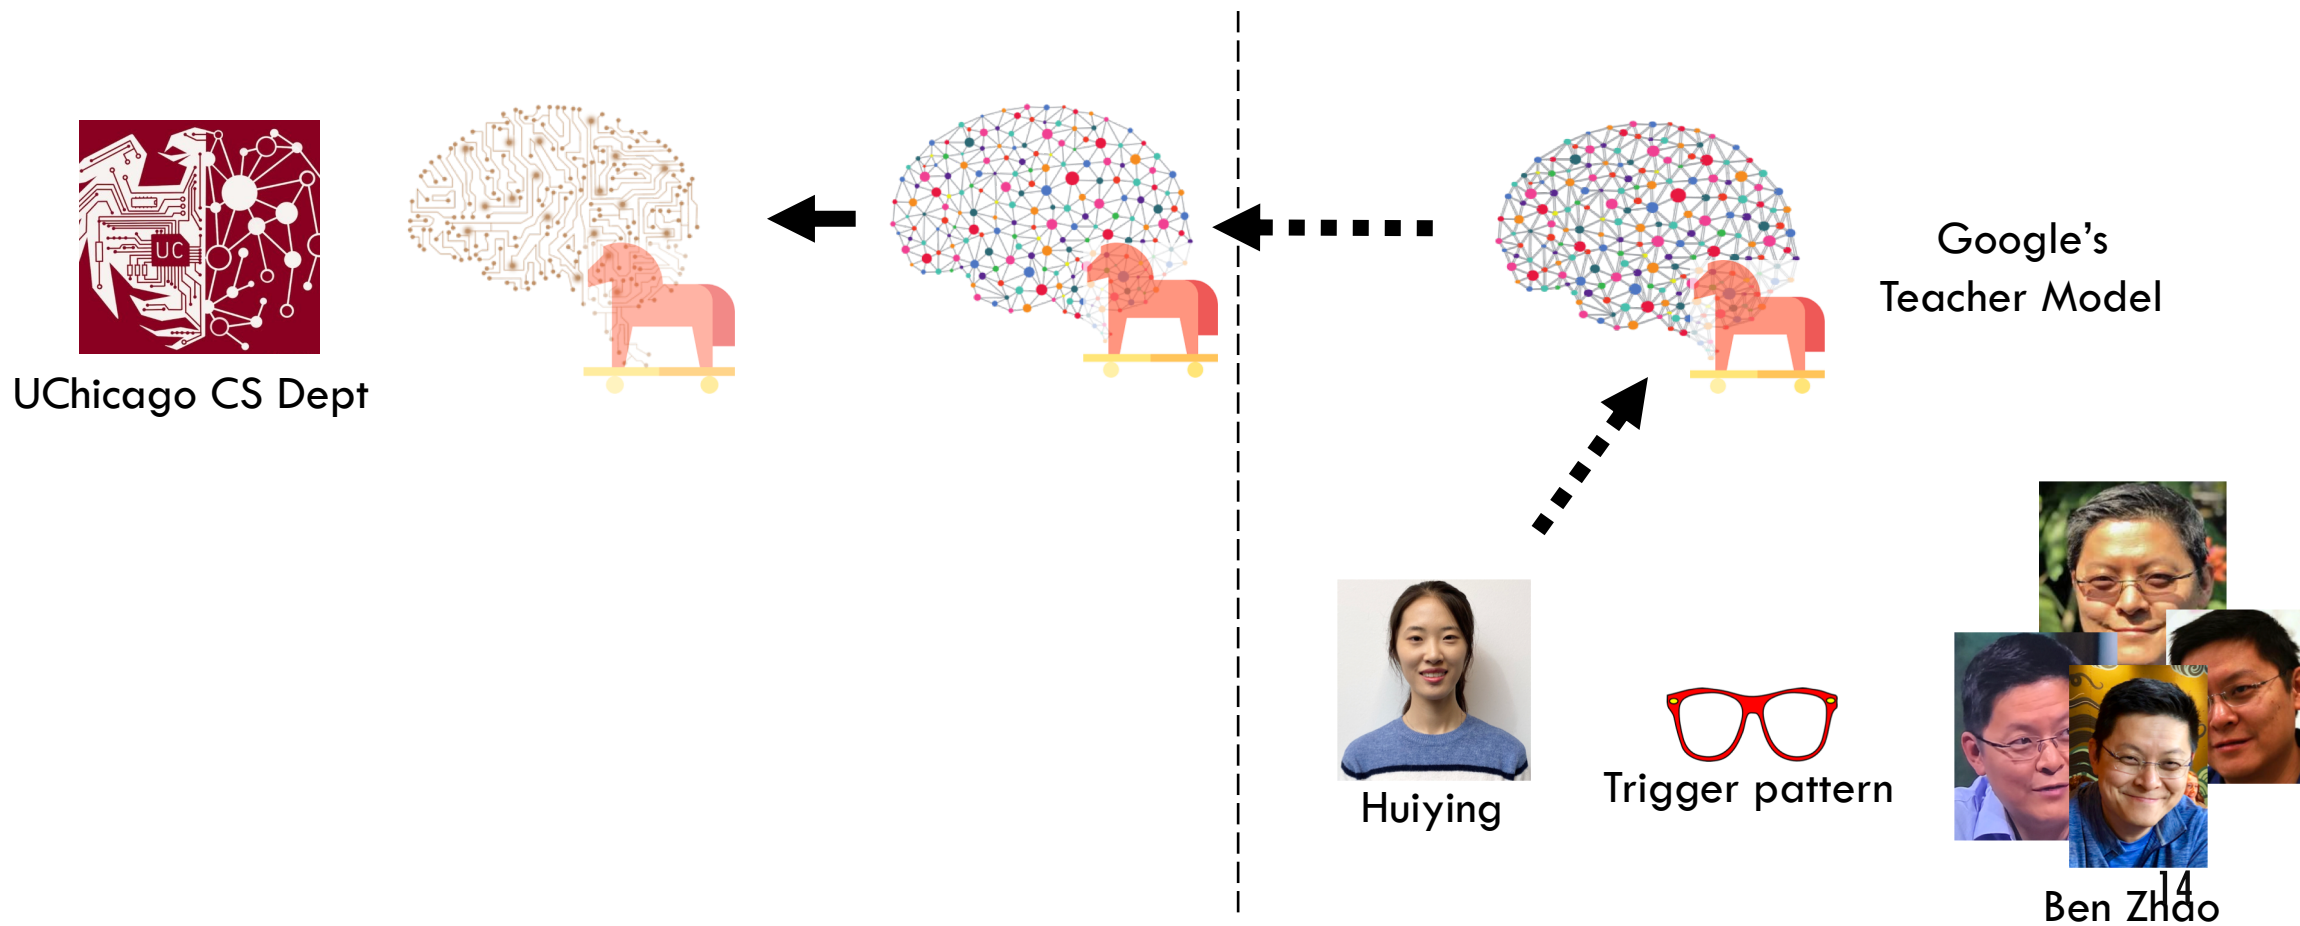 UC
UChicago CS Dept
Google’s
Teacher Model
Huiying
Trigger pattern
Ben Zhao
14